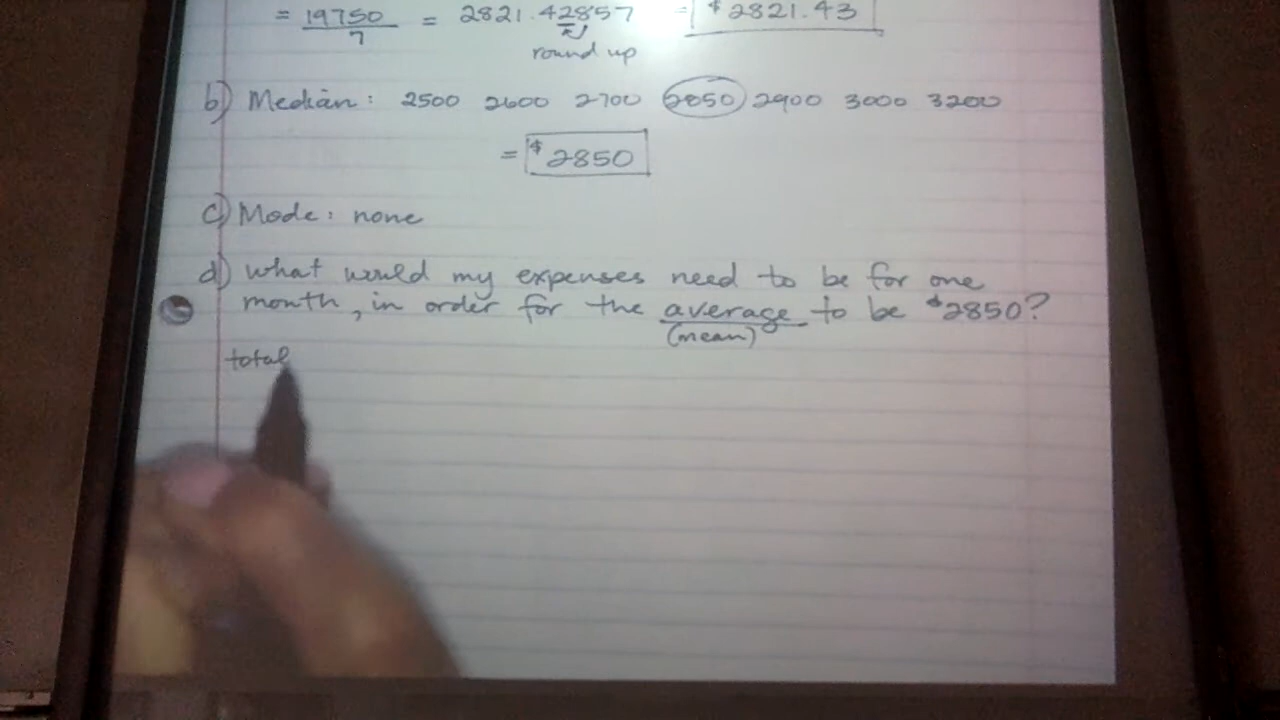 = 19750/7 = 2821.42857 = $2821.43
round up
b) Median: 2500 2600 2700 2850 2900 3000 3200
= $2850
c) Mode: none
d) what would my expenses need to be for one
month, in order for the average to be $2850?
(mean)
total